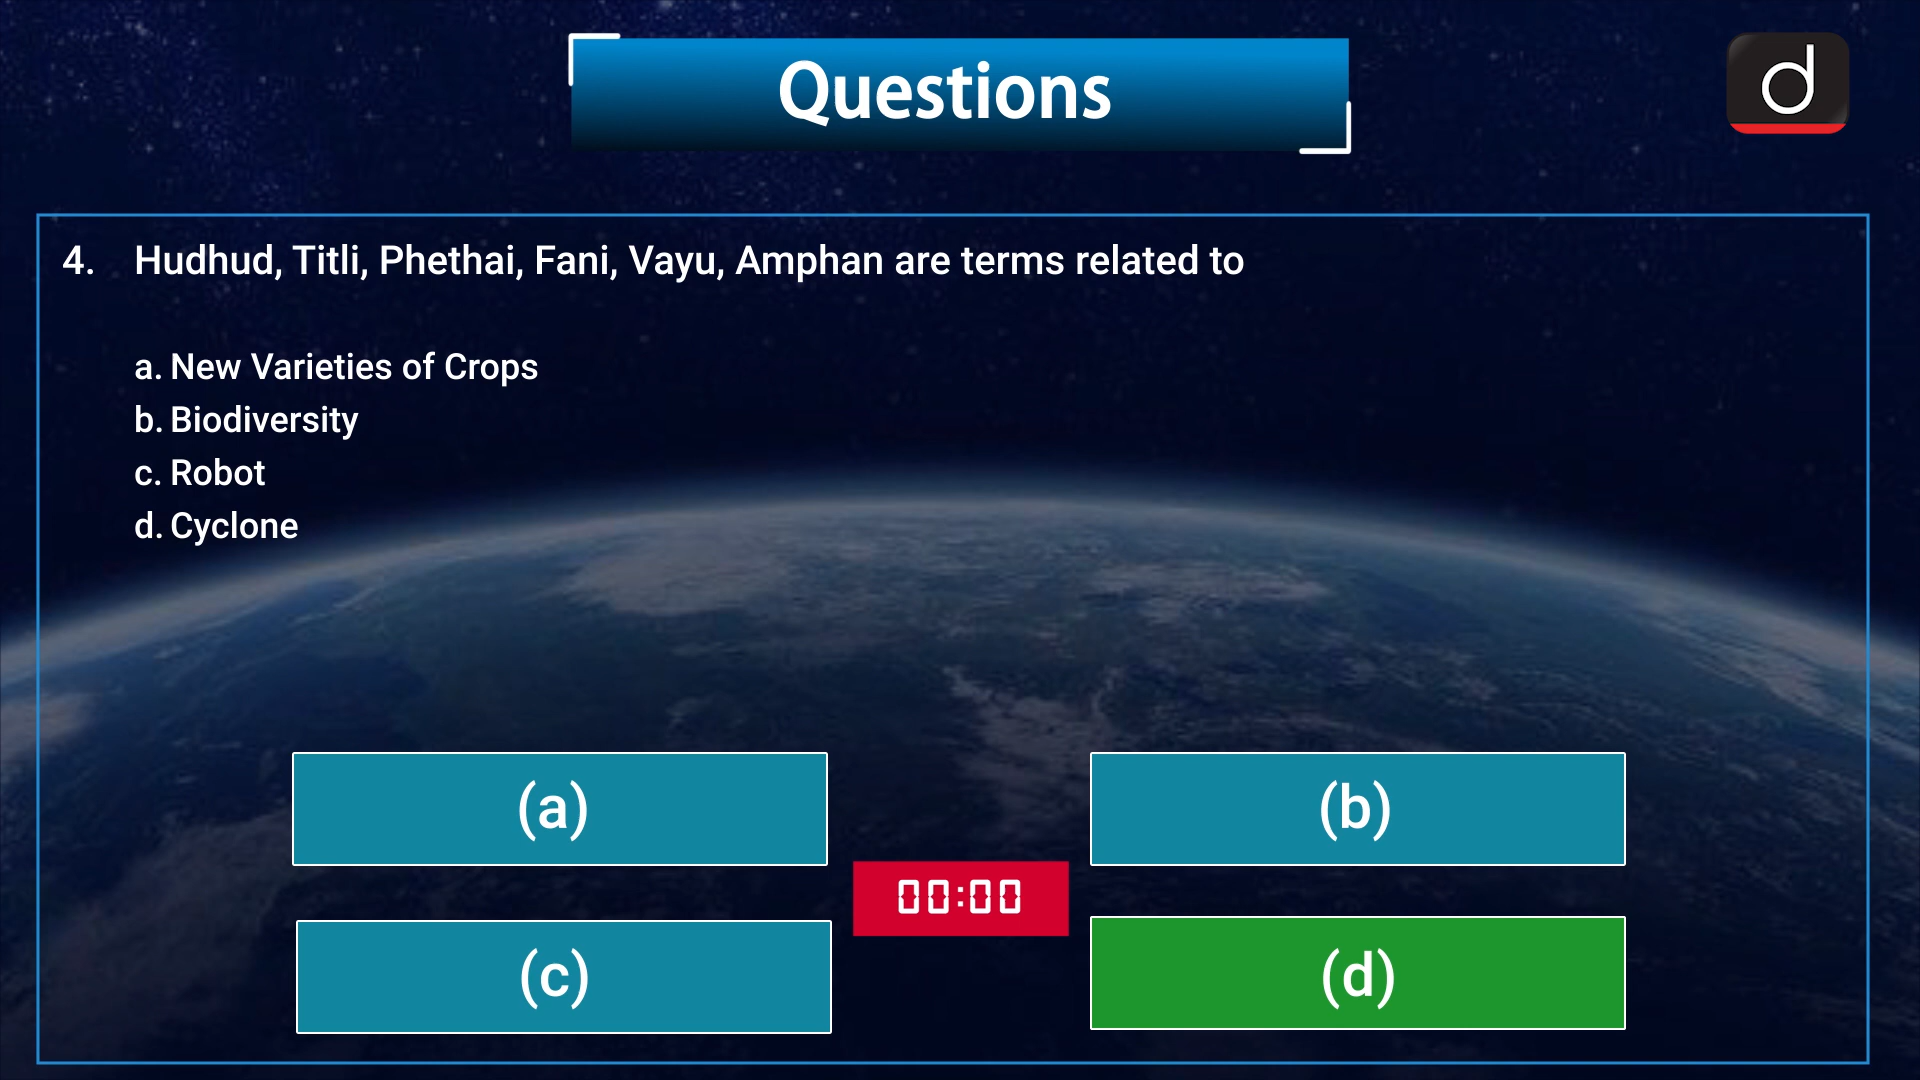 Questions
d
4. Hudhud, Titli, Phethai, Fani, Vayu, Amphan are terms related to
a. New Varieties of Crops
b. Biodiversity
c. Robot
d. Cyclone
(a)
(b)
00:00
(c)
(d)